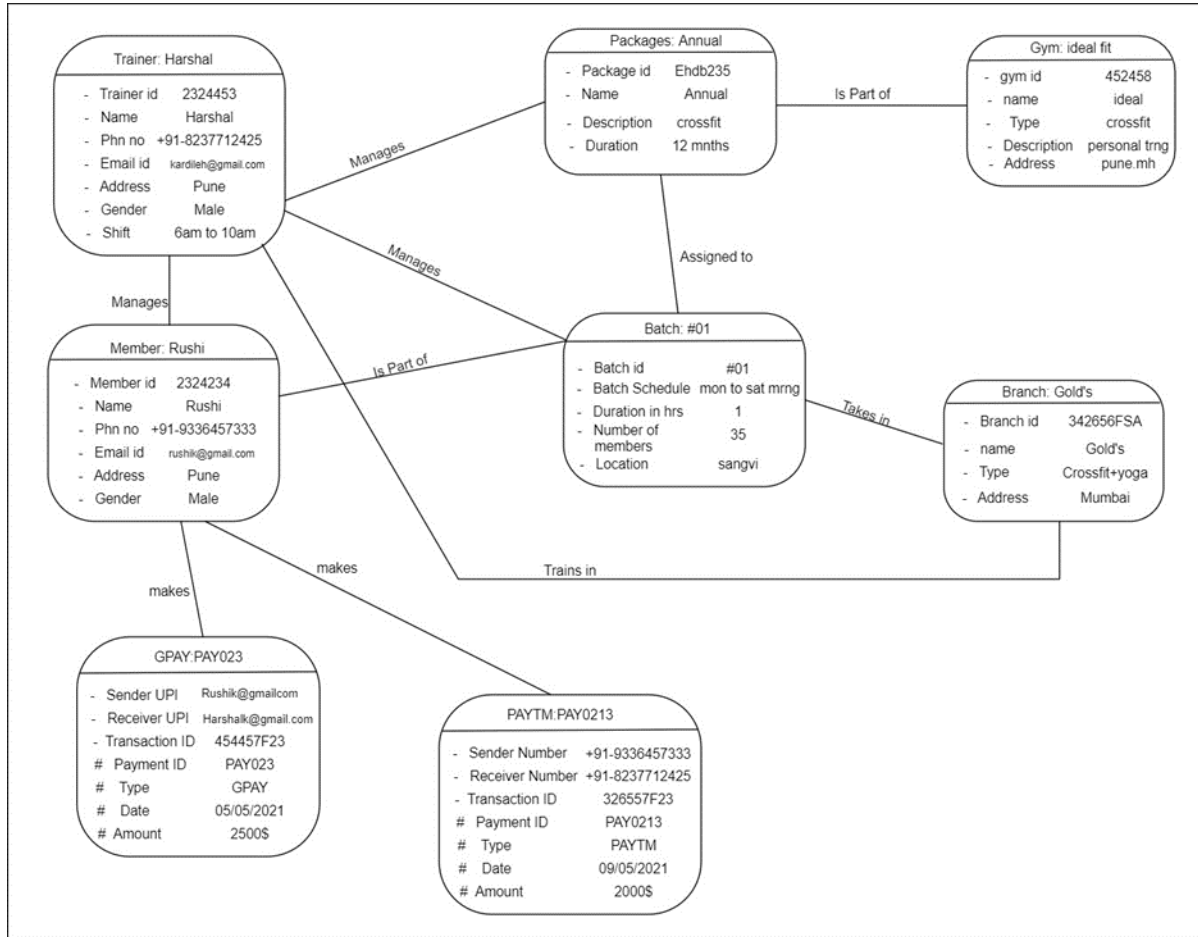 Trainer: Harshal
- Trainer id 2324453
- Name Harshal
- Phn no +91-8237712425
- Email id kardileh@gmail.com
- Address Pune
- Gender Male
- Shift 6am to 10am
Packages: Annual
- Package id Ehdb235
- Name Annual
- Description crossfit
- Duration 12 mnths
Gym: ideal fit
- gym id 452458
- name ideal
- Type crossfit
- Description personal trng
- Address pune.mh
Is Part of
Manages
Manages
Assigned to
Manages
Member: Rushi
- Member id 2324234
- Name Rushi
- Phn no +91-9336457333
- Email id rushik@gmail.com
- Address Pune
- Gender Male
Is Part of
Batch: #01
- Batch id #01
- Batch Schedule mon to sat mrng
- Duration in hrs 1
- Number of members 35
- Location sangvi
Takes in
Branch: Gold's
- Branch id 342656FSA
- name Gold's
- Type Crossfit+yoga
- Address Mumbai
makes
makes
Trains in
GPAY:PAY023
- Sender UPI Rushik@gmailcom
- Receiver UPI Harshalk@gmail.com
- Transaction ID 454457F23
# Payment ID PAY023
# Type GPAY
# Date 05/05/2021
# Amount 2500$
PAYTM:PAY0213
- Sender Number +91-9336457333
- Receiver Number +91-8237712425
- Transaction ID 326557F23
# Payment ID PAY0213
# Type PAYTM
# Date 09/05/2021
# Amount 2000$